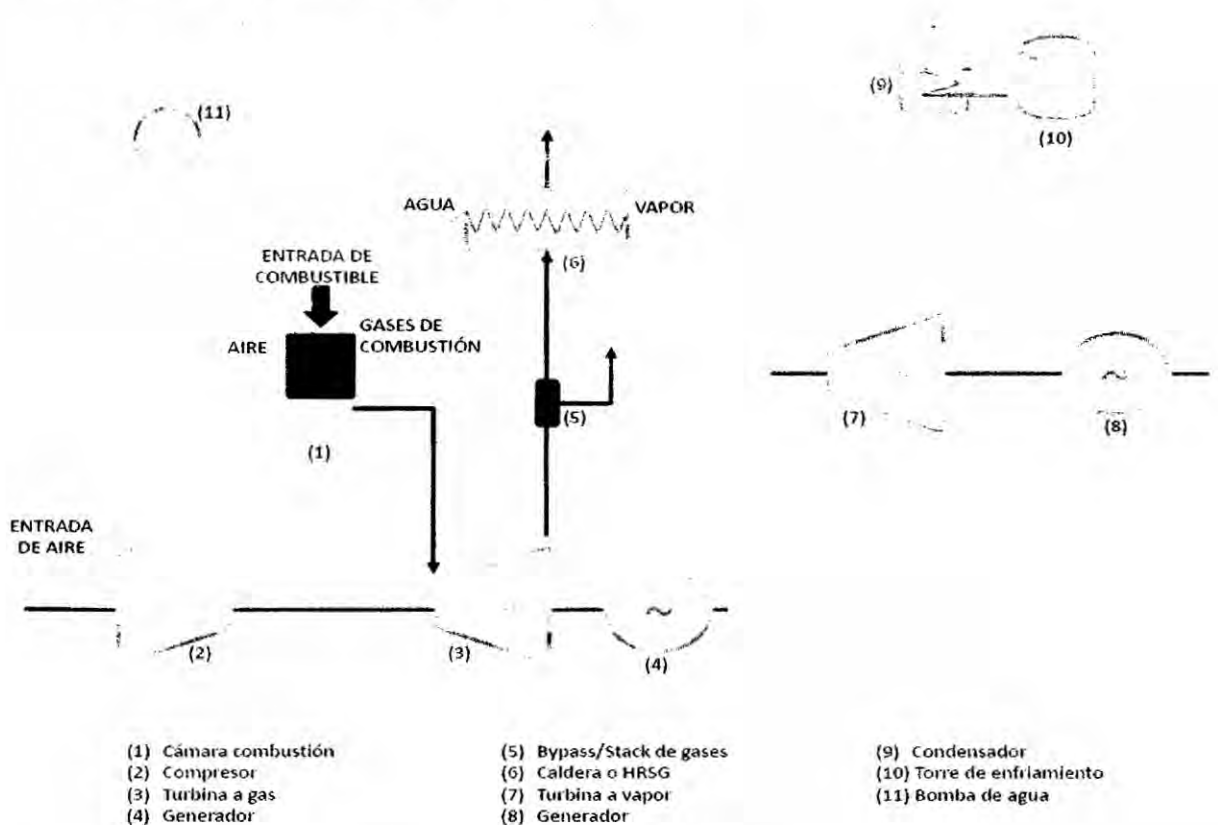 (11)
(9)
(10)
AGUA
VAPOR
(6)
ENTRADA DE
COMBUSTIBLE
GASES DE
COMBUSTIÓN
AIRE
(1)
(5)
(7)
~
(8)
ENTRADA
DE AIRE
(2)
(3)
~
(4)
(1) Cámara combustión
(2) Compresor
(3) Turbina a gas
(4) Generador
(5) Bypass/Stack de gases
(6) Caldera o HRSG
(7) Turbina a vapor
(8) Generador
(9) Condensador
(10) Torre de enfriamiento
(11) Bomba de agua